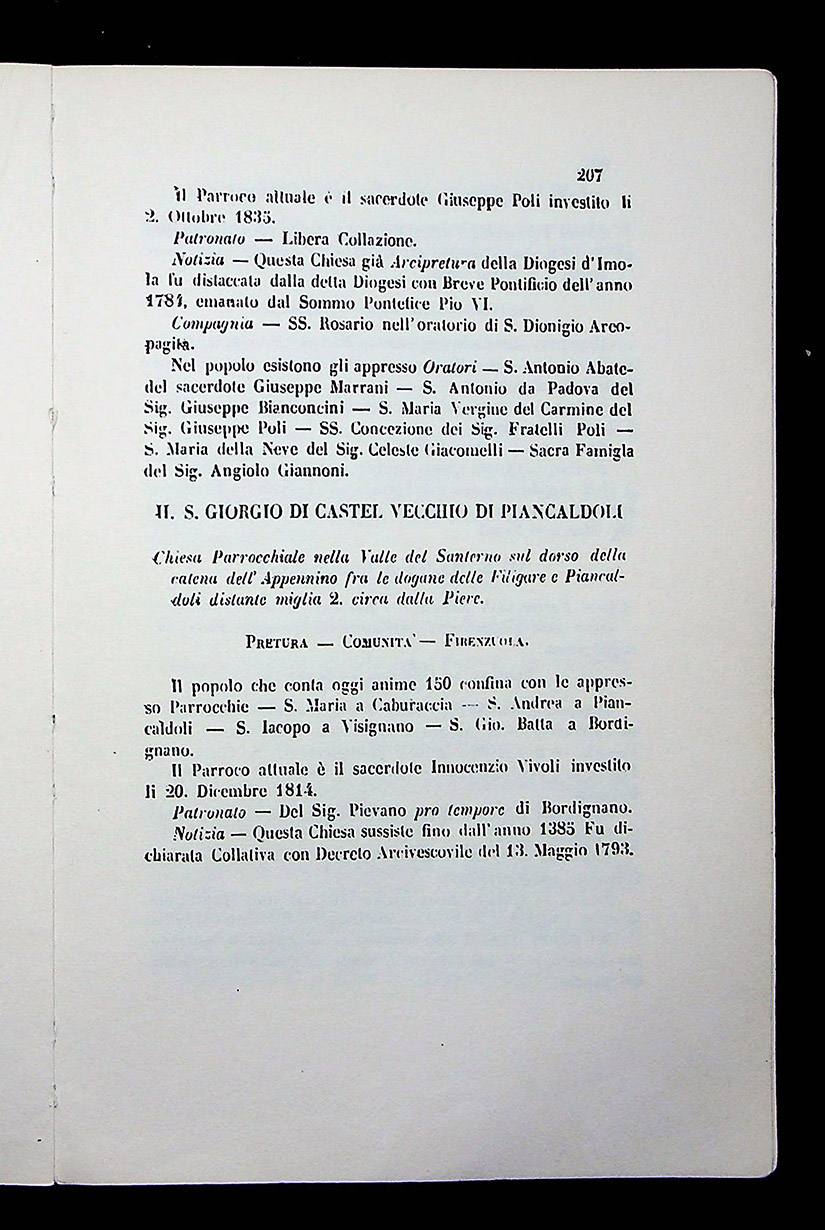 207
Il Parroco attuale è il sacerdote Giuseppe Poli investito li
2. Ottobre 1835.
Patronato — Libera Collazione.
Notizia — Questa Chiesa già Arcipretura della Diogesi d'Imo-
la fu distaccata dalla detta Diogesi con Breve Pontificio dell'anno
1784, emanato dal Sommo Pontefice Pio VI.
Compagnia — SS. Rosario nell'oratorio di S. Dionigio Areo-
pagita.
Nel popolo esistono gli appresso Oratori — S. Antonio Abate-
del sacerdote Giuseppe Marrani — S. Antonio da Padova del
Sig. Giuseppe Bianconcini — S. Maria Vergine del Carmine del
Sig. Giuseppe Poli — SS. Concezione dei Sig. Fratelli Poli —
S. Maria della Neve del Sig. Celeste Giacomelli — Sacra Famigla
del Sig. Angiolo Giannoni.
II. S. GIORGIO DI CASTEL VECCHIO DI PIANCALDOLI
Chiesa Parrocchiale nella Valle del Santerno sul dorso della
catena dell'Appennino fra le dogane delle Filigare e Piancal-
doli distante miglia 2. circa dalla Pieve.
PRETURA — COMUNITA' — FIRENZUOLA.
Il popolo che conta oggi anime 150 confina con le appres-
so Parrocchie — S. Maria a Caburaccia — S. Andrea a Pian-
caldoli — S. Iacopo a Visignano — S. Gio. Batta a Bordi-
gnano.
Il Parroco attuale è il sacerdote Innocenzio Vivoli investito
li 20. Dicembre 1814.
Patronato — Del Sig. Pievano pro tempore di Bordignano.
Notizia — Questa Chiesa sussiste fino dall'anno 1385 Fu di-
chiarata Collativa con Decreto Arcivescovile del 13. Maggio 1793.